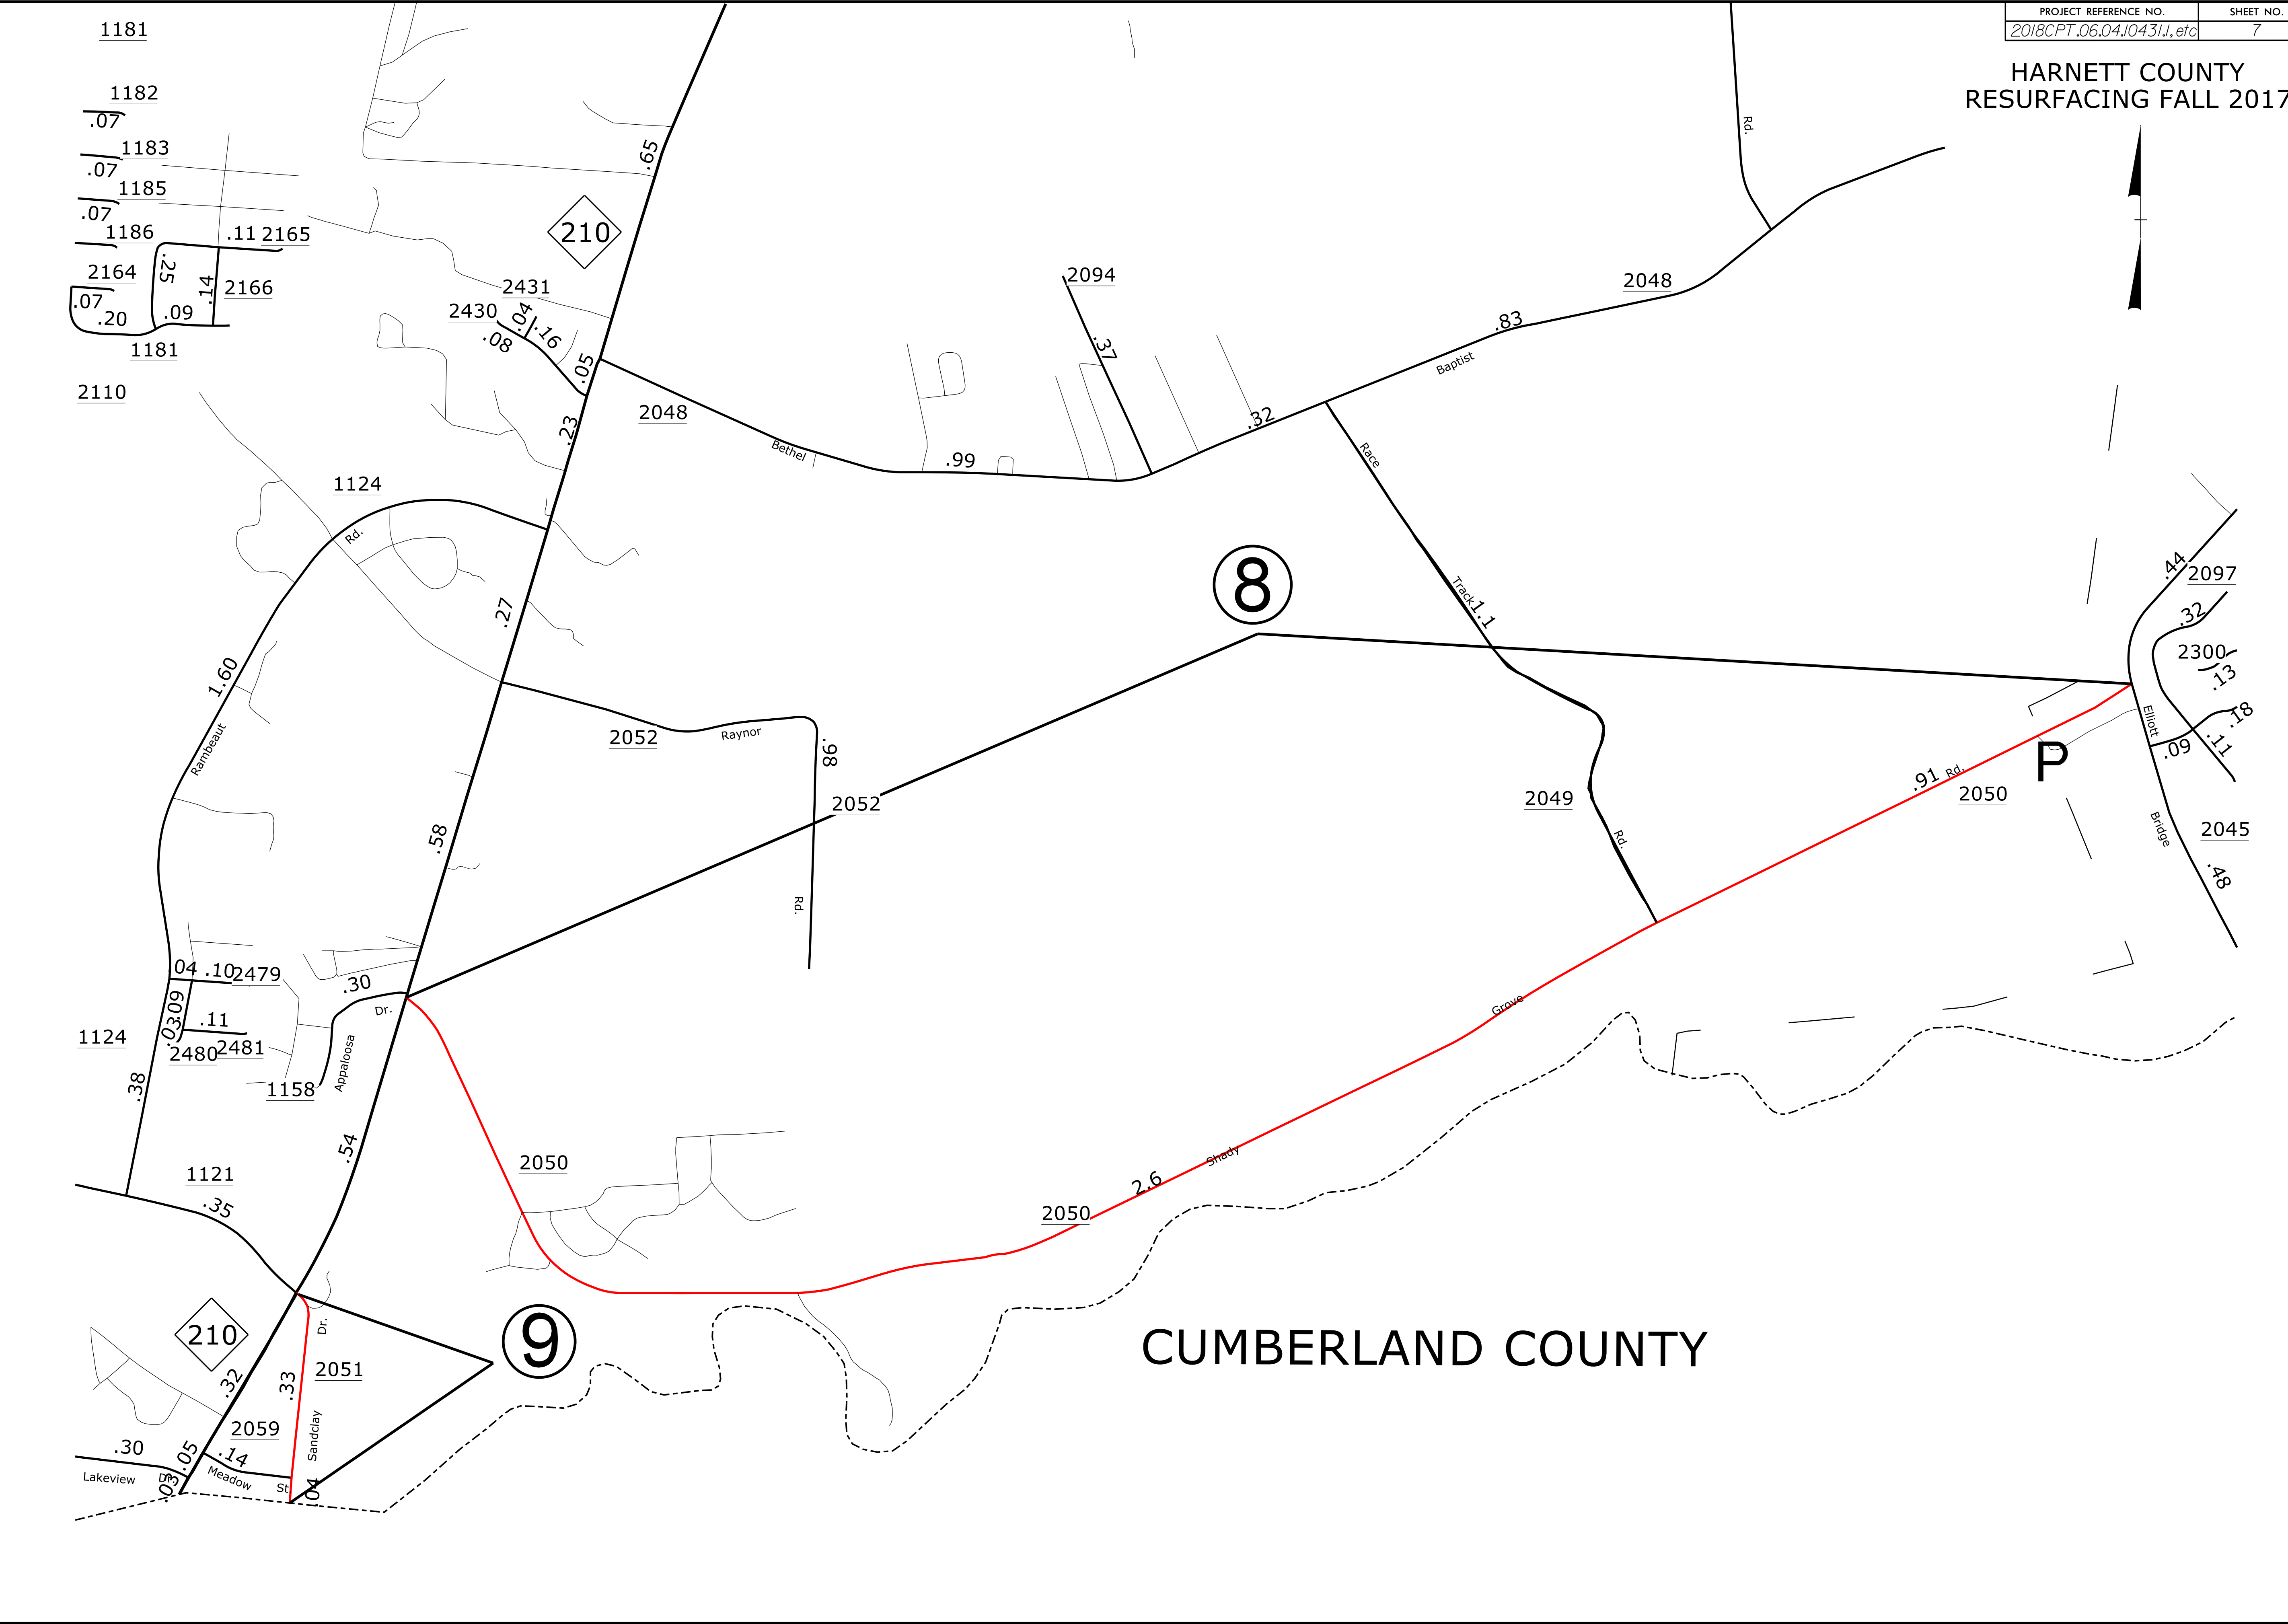 PROJECT REFERENCE NO.
SHEET NO.
2018CPT.06.04.10431.1, etc
7
HARNETT COUNTY
RESURFACING FALL 2017
1181
1182
.07
1183
.07
1185
.07
1186
.11 2165
2164
.25
.14
2166
.07
.20
.09
1181
2110
.65
210
2431
2430
.04
.16
.08
.05
.23
2048
Bethel
.99
2094
.37
.32
Baptist
.83
2048
Rd.
Race
Track
1.1
2049
Rd.
1124
Rd.
1.60
Rambeaut
.27
.58
2052
Raynor
.98
2052
Rd.
8
.44
2097
.32
2300
.13
.18
.11
.09
Elliott
Bridge
2045
.48
P
.91
Rd.
2050
Grove
Shady
2.6
2050
2050
04
.10
2479
.09
.03
.11
2480
2481
1124
.38
.30
Dr.
Appaloosa
1158
.54
1121
.35
210
.32
Dr.
.33
2051
9
CUMBERLAND COUNTY
2059
Sandclay
.30
.05
.14
Lakeview
Dr.
.03
Meadow
St.
.04